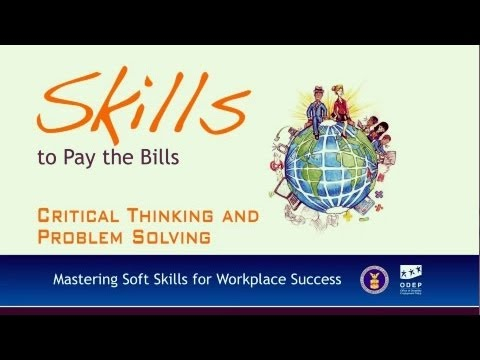 Skills
to Pay the Bills
CRITICAL THINKING AND
PROBLEM SOLVING
Mastering Soft Skills for Workplace Success
ODEP